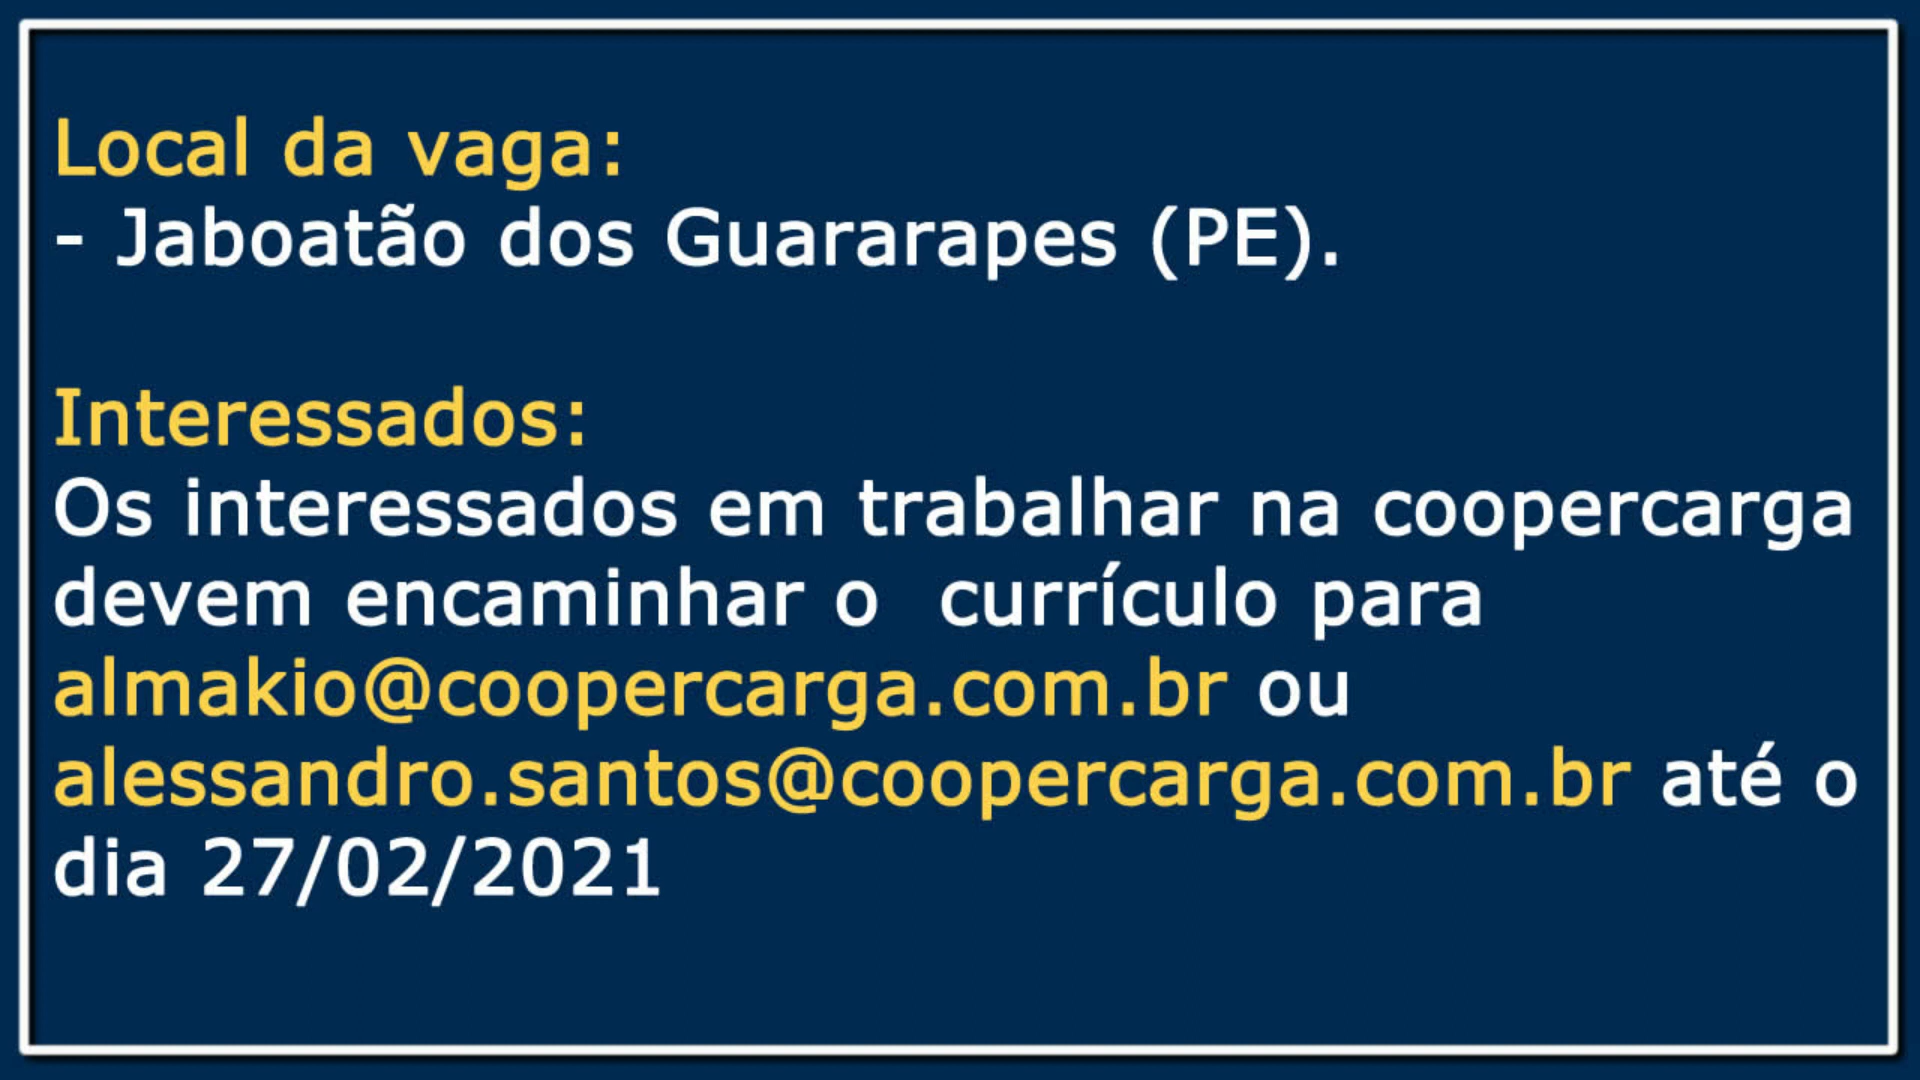 Local da vaga:
- Jaboatão dos Guararapes (PE).
Interessados:
Os interessados em trabalhar na coopercarga
devem encaminhar o  currículo para
almakio@coopercarga.com.br ou
alessandro.santos@coopercarga.com.br até o
dia 27/02/2021